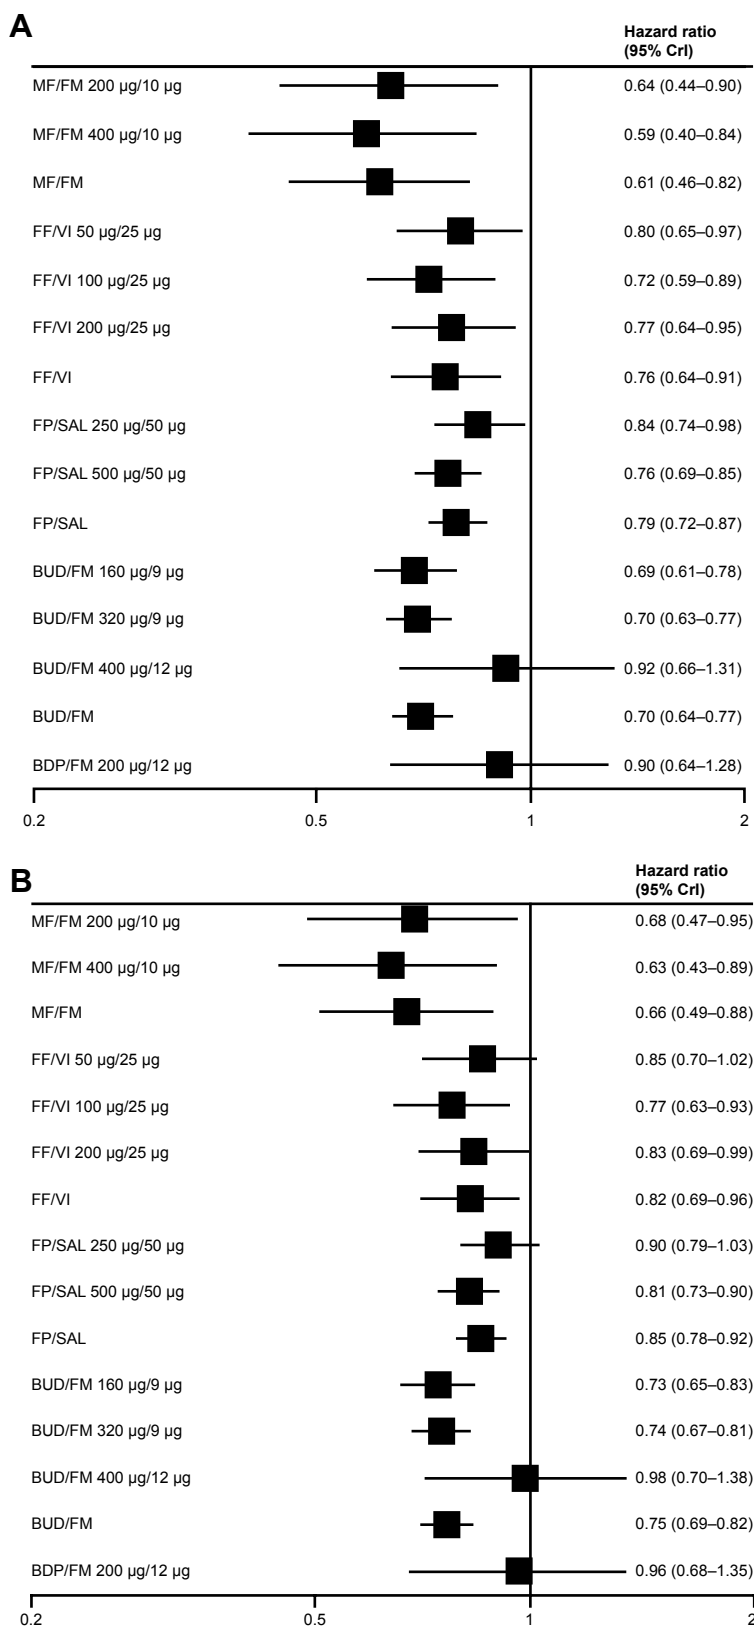 A
Hazard ratio
(95% CrI)
MF/FM 200 µg/10 µg 0.64 (0.44–0.90)
MF/FM 400 µg/10 µg 0.59 (0.40–0.84)
MF/FM 0.61 (0.46–0.82)
FF/VI 50 µg/25 µg 0.80 (0.65–0.97)
FF/VI 100 µg/25 µg 0.72 (0.59–0.89)
FF/VI 200 µg/25 µg 0.77 (0.64–0.95)
FF/VI 0.76 (0.64–0.91)
FP/SAL 250 µg/50 µg 0.84 (0.74–0.98)
FP/SAL 500 µg/50 µg 0.76 (0.69–0.85)
FP/SAL 0.79 (0.72–0.87)
BUD/FM 160 µg/9 µg 0.69 (0.61–0.78)
BUD/FM 320 µg/9 µg 0.70 (0.63–0.77)
BUD/FM 400 µg/12 µg 0.92 (0.66–1.31)
BUD/FM 0.70 (0.64–0.77)
BDP/FM 200 µg/12 µg 0.90 (0.64–1.28)
0.2 0.5 1 2
B
Hazard ratio
(95% CrI)
MF/FM 200 µg/10 µg 0.68 (0.47–0.95)
MF/FM 400 µg/10 µg 0.63 (0.43–0.89)
MF/FM 0.66 (0.49–0.88)
FF/VI 50 µg/25 µg 0.85 (0.70–1.02)
FF/VI 100 µg/25 µg 0.77 (0.63–0.93)
FF/VI 200 µg/25 µg 0.83 (0.69–0.99)
FF/VI 0.82 (0.69–0.96)
FP/SAL 250 µg/50 µg 0.90 (0.79–1.03)
FP/SAL 500 µg/50 µg 0.81 (0.73–0.90)
FP/SAL 0.85 (0.78–0.92)
BUD/FM 160 µg/9 µg 0.73 (0.65–0.83)
BUD/FM 320 µg/9 µg 0.74 (0.67–0.81)
BUD/FM 400 µg/12 µg 0.98 (0.70–1.38)
BUD/FM 0.75 (0.69–0.82)
BDP/FM 200 µg/12 µg 0.96 (0.68–1.35)
0.2 0.5 1 2